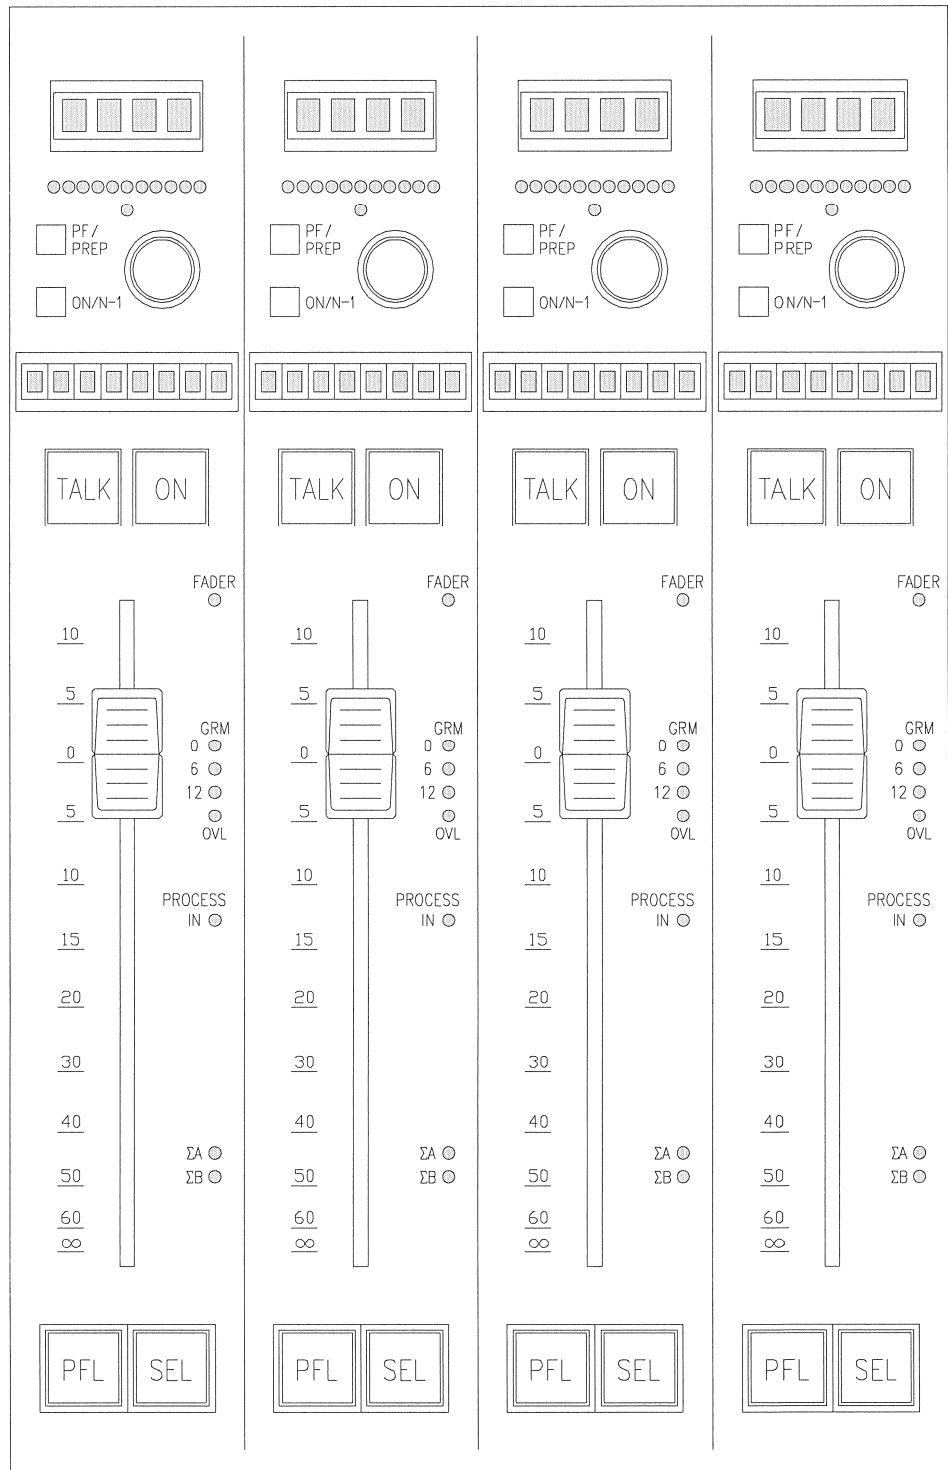 PF/ PREP PF/ PREP PF/ PREP PF/ PREP
ON/N-1 ON/N-1 ON/N-1 ON/N-1
TALK ON TALK ON TALK ON TALK ON
FADER FADER FADER FADER
10 10 10 10
5 5 5 5
GRM GRM GRM GRM
0 0 0 0 0 0 0 0
6 6 6 6
12 12 12 12
5 5 5 5
OVL OVL OVL OVL
10 10 10 10
PROCESS IN PROCESS IN PROCESS IN PROCESS IN
15 15 15 15
20 20 20 20
30 30 30 30
40 40 40 40
ΣA ΣA ΣA ΣA
50 ΣB 50 ΣB 50 ΣB 50 ΣB
60 60 60 60
∞ ∞ ∞ ∞
PFL SEL PFL SEL PFL SEL PFL SEL